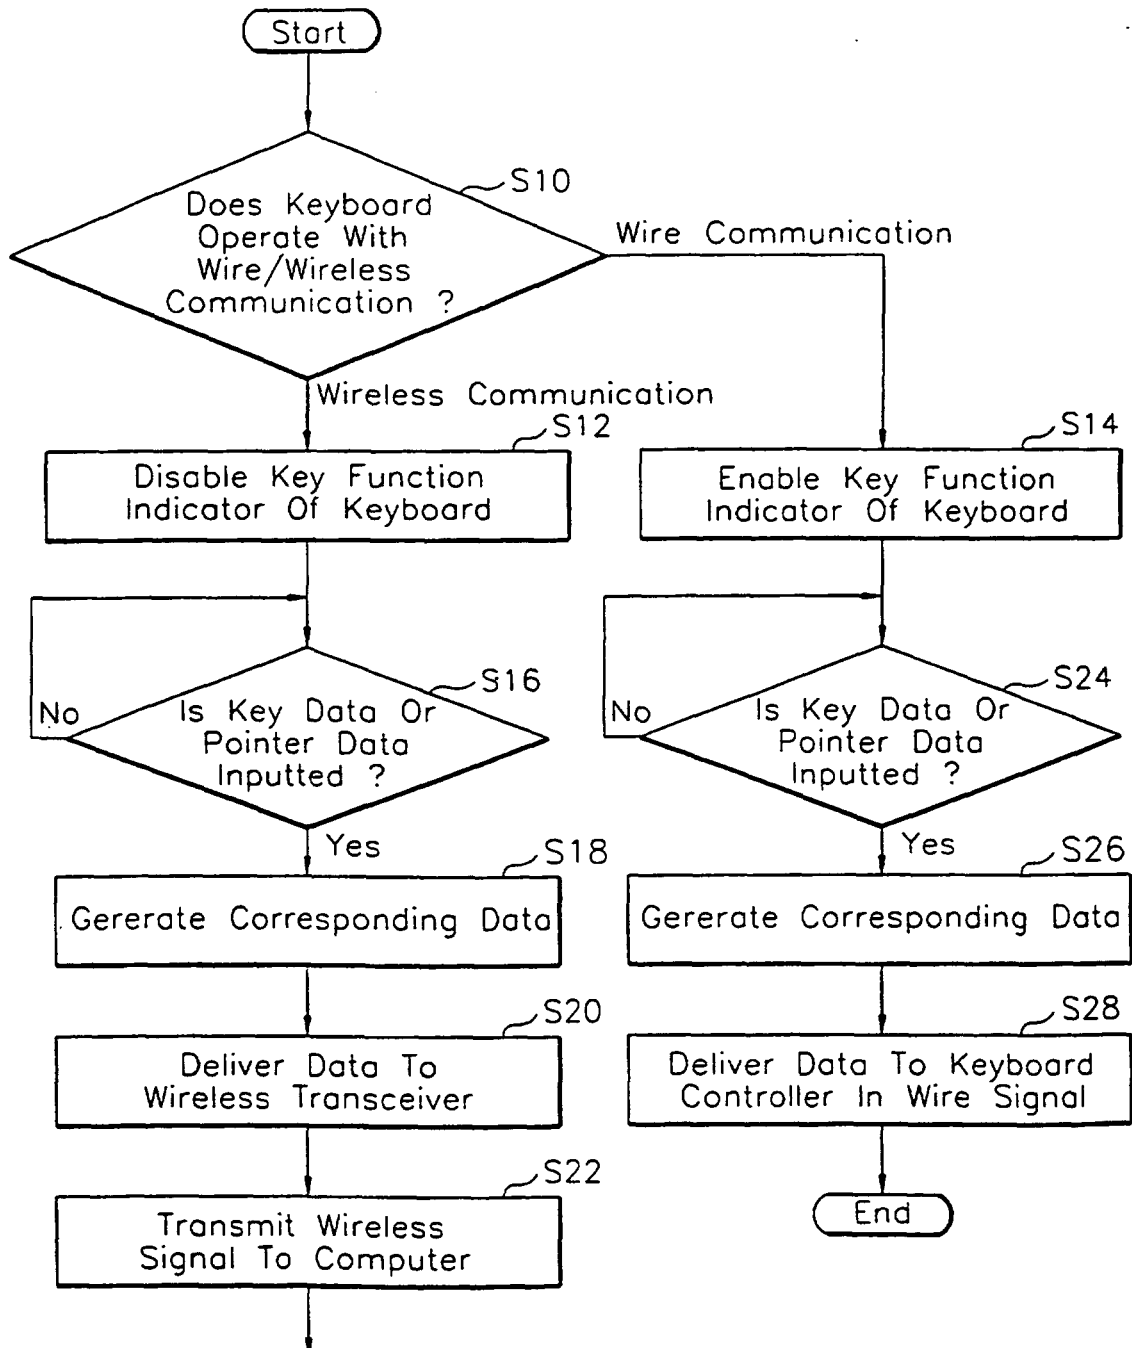 Start
S10
Does Keyboard
Operate With
Wire/Wireless
Communication ?
Wire Communication
Wireless Communication
S12
Disable Key Function
Indicator Of Keyboard
S14
Enable Key Function
Indicator Of Keyboard
S16
No
Is Key Data Or
Pointer Data
Inputted ?
Yes
S24
No
Is Key Data Or
Pointer Data
Inputted ?
Yes
S18
Gererate Corresponding Data
S26
Gererate Corresponding Data
S20
Deliver Data To
Wireless Transceiver
S28
Deliver Data To Keyboard
Controller In Wire Signal
S22
Transmit Wireless
Signal To Computer
End